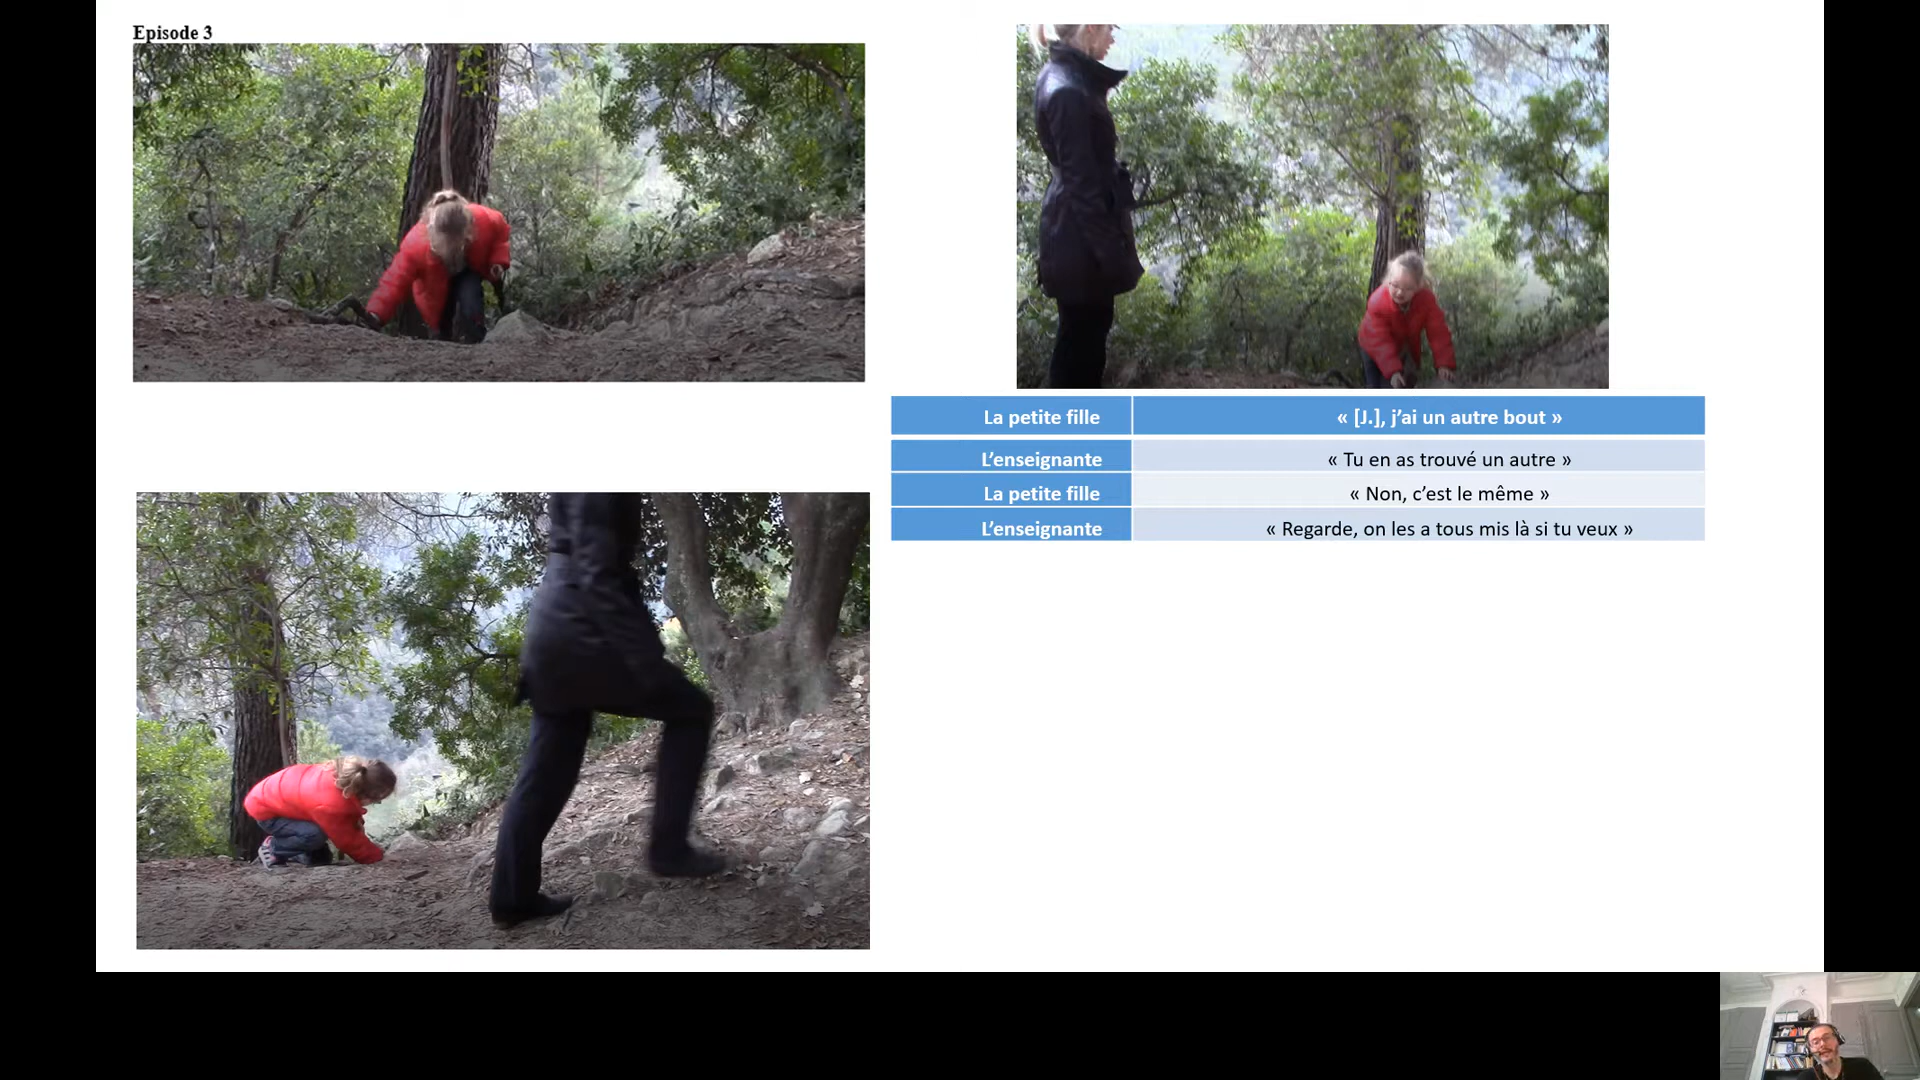 Episode 3
La petite fille « [J.], j’ai un autre bout »
L’enseignante « Tu en as trouvé un autre »
La petite fille « Non, c’est le même »
L’enseignante « Regarde, on les a tous mis là si tu veux »